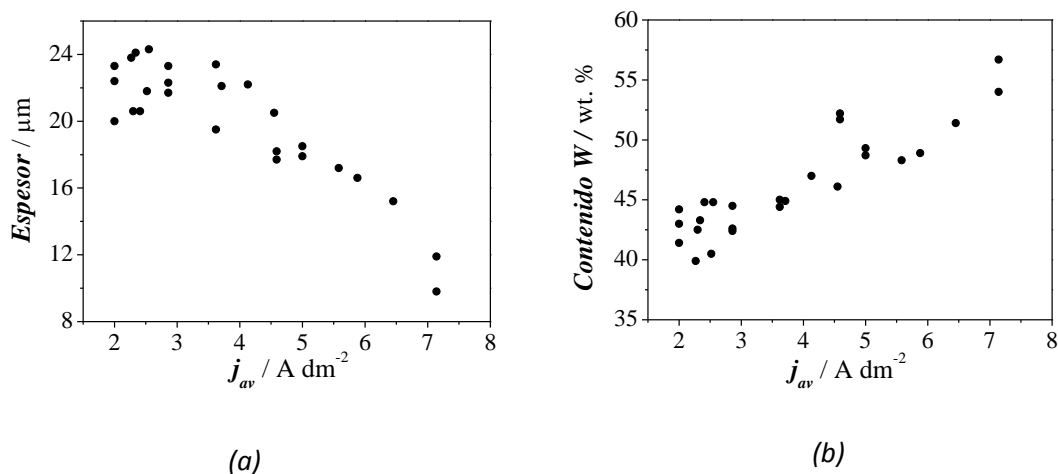 24
20
16
12
8
Espesor / μm
2 3 4 5 6 7 8
j_av / A dm⁻²
(a)
60
55
50
45
40
35
Contenido W / wt. %
2 3 4 5 6 7 8
j_av / A dm⁻²
(b)